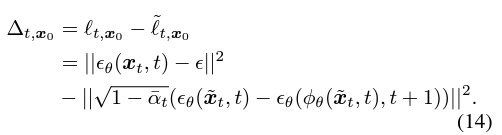 Δ_{t,x_0} = ℓ_{t,x_0} − ℓ̃_{t,x_0}
= ||ϵ_θ(x_t, t) − ϵ||²
− ||√(1 − ᾱ_t)(ϵ_θ(x̃_t, t) − ϵ_θ(ϕ_θ(x̃_t, t), t + 1))||².
(14)